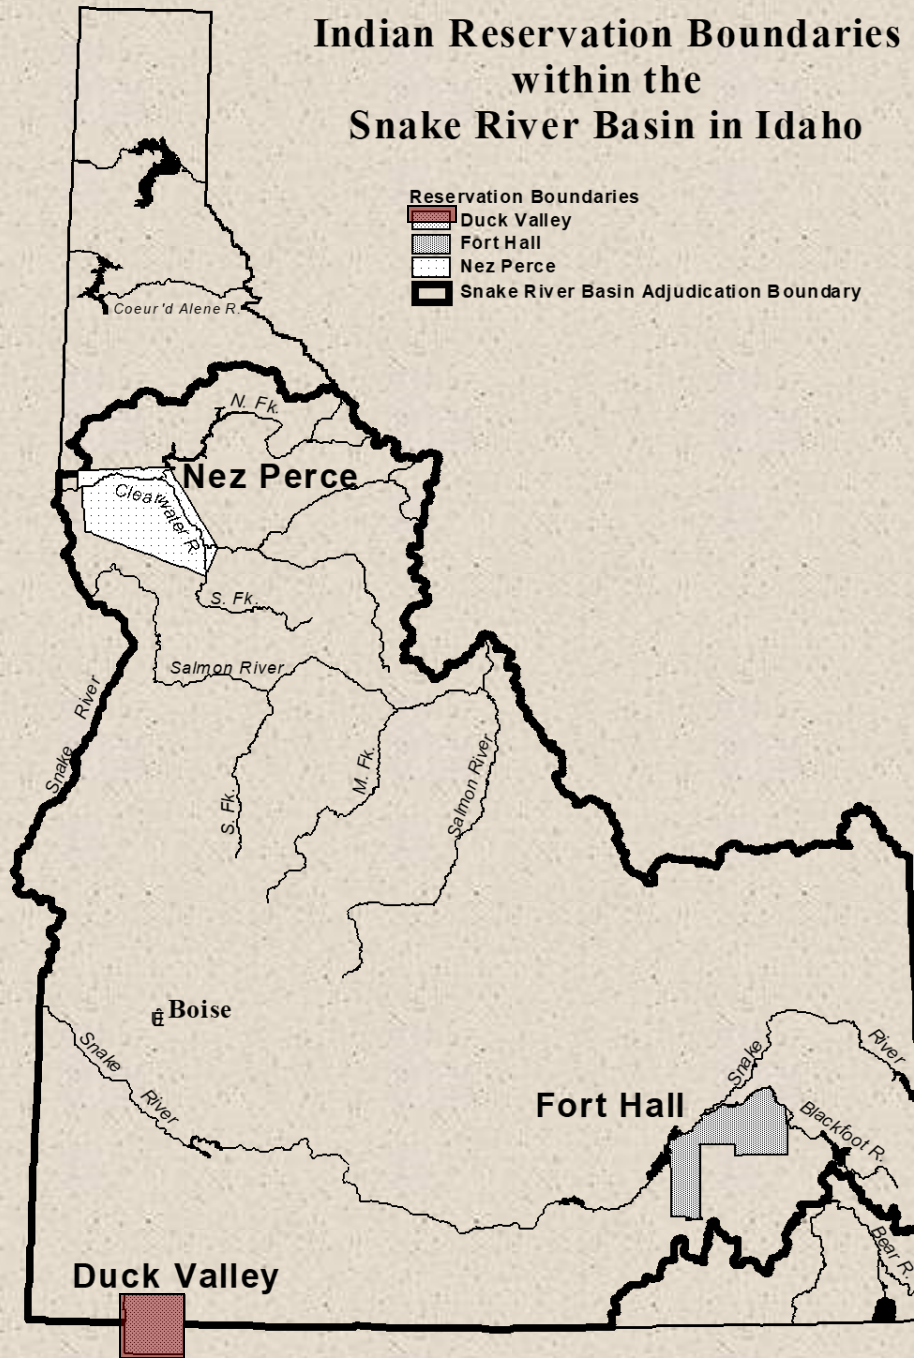 Indian Reservation Boundaries
within the
Snake River Basin in Idaho
Reservation Boundaries
Duck Valley
Fort Hall
Nez Perce
Snake River Basin Adjudication Boundary
Coeur'd Alene R.
N. Fk.
Nez Perce
Clearwater R.
S. Fk.
Salmon River
Snake River
S. Fk.
M. Fk.
Salmon River
Boise
Snake River
Snake River
Fort Hall
Blackfoot R.
Bear R.
Duck Valley